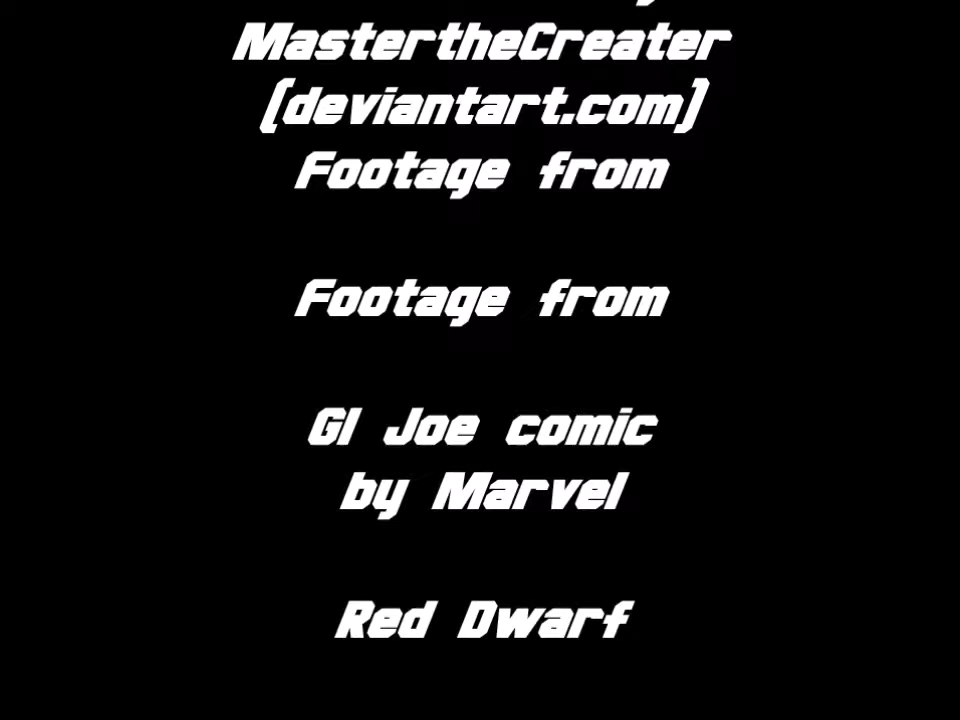 MastertheCreater
(deviantart.com)
Footage from
Footage from
GI Joe comic
by Marvel
Red Dwarf